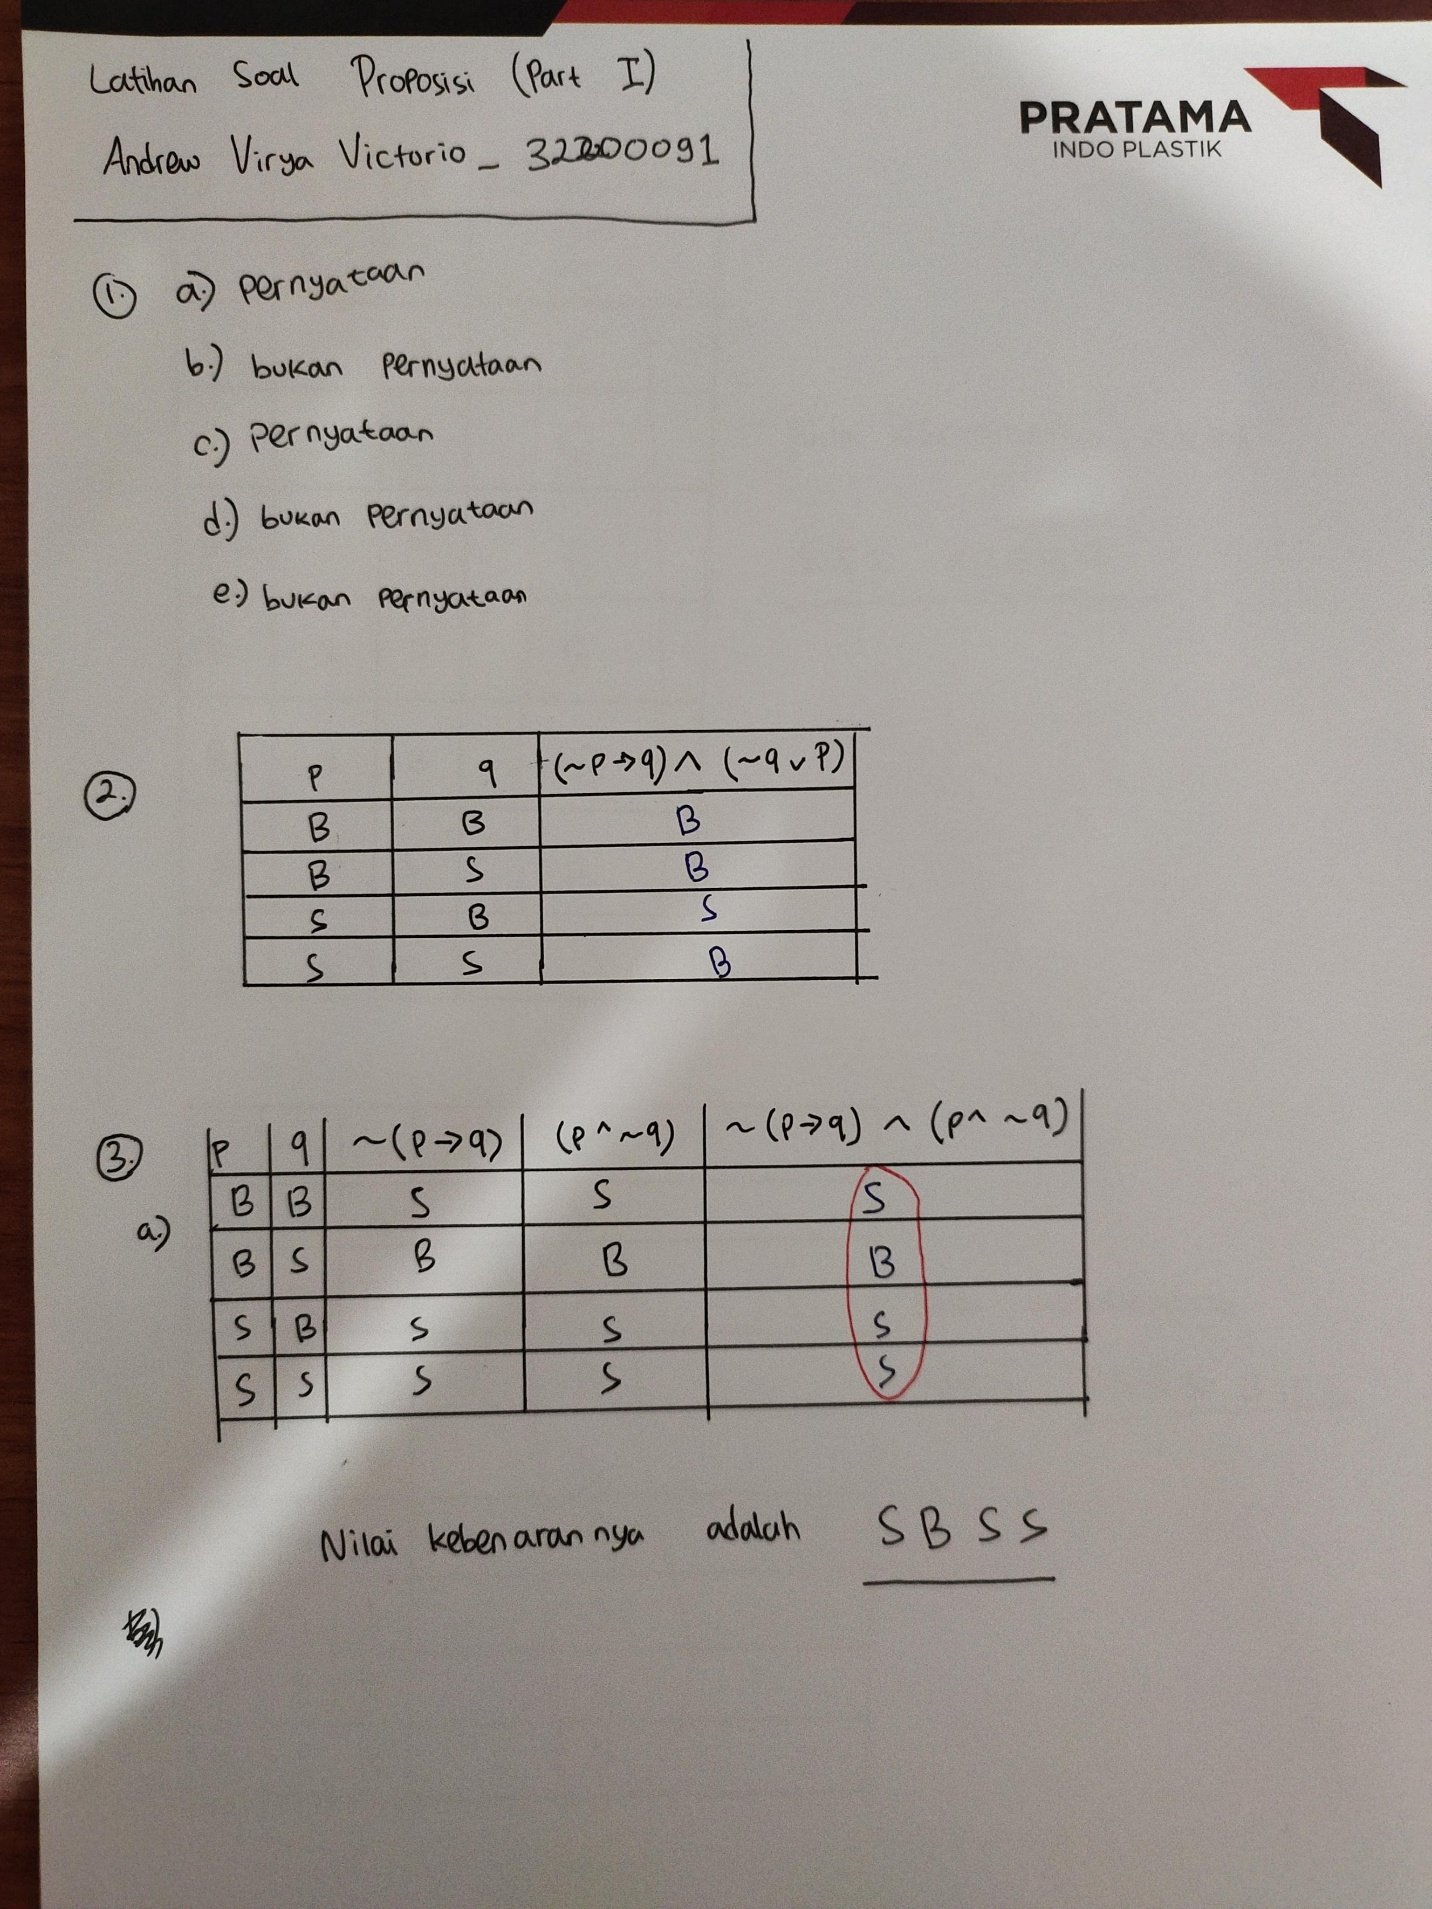 Latihan Soal Proposisi (Part I)
Andrew Virya Victorio - 32200091
PRATAMA
INDO PLASTIK
1. a.) pernyataan
b.) bukan pernyataan
c.) pernyataan
d.) bukan pernyataan
e.) bukan pernyataan
2. p q (~p→q) ∧ (~q ∨ p)
B B B
B S B
S B S
S S B
3. p q ~(p→q) (p ∧ ~q) ~(p→q) ∧ (p ∧ ~q)
a.) B B S S S
B S B B B
S B S S S
S S S S S
Nilai kebenarannya adalah S B S S